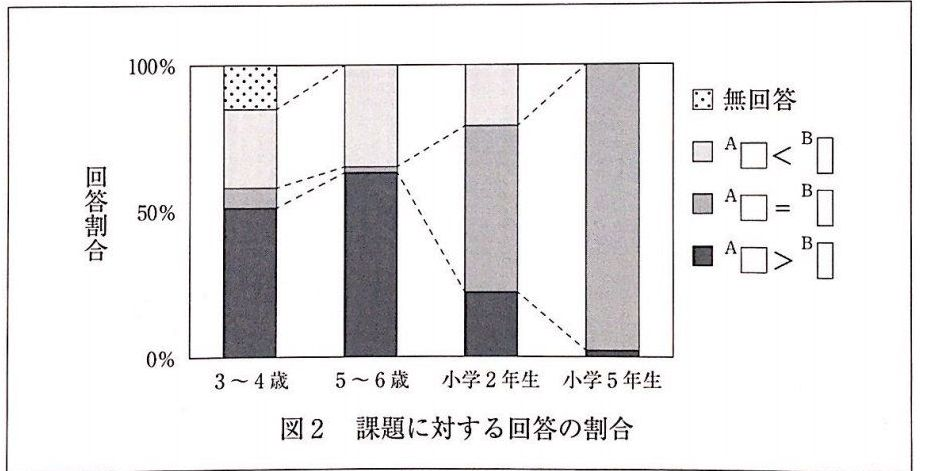 100%
50%
0%
回答割合
3～4歳
5～6歳
小学2年生
小学5年生
無回答
A□＜B▯
A□＝B▯
A□＞B▯
図2 課題に対する回答の割合